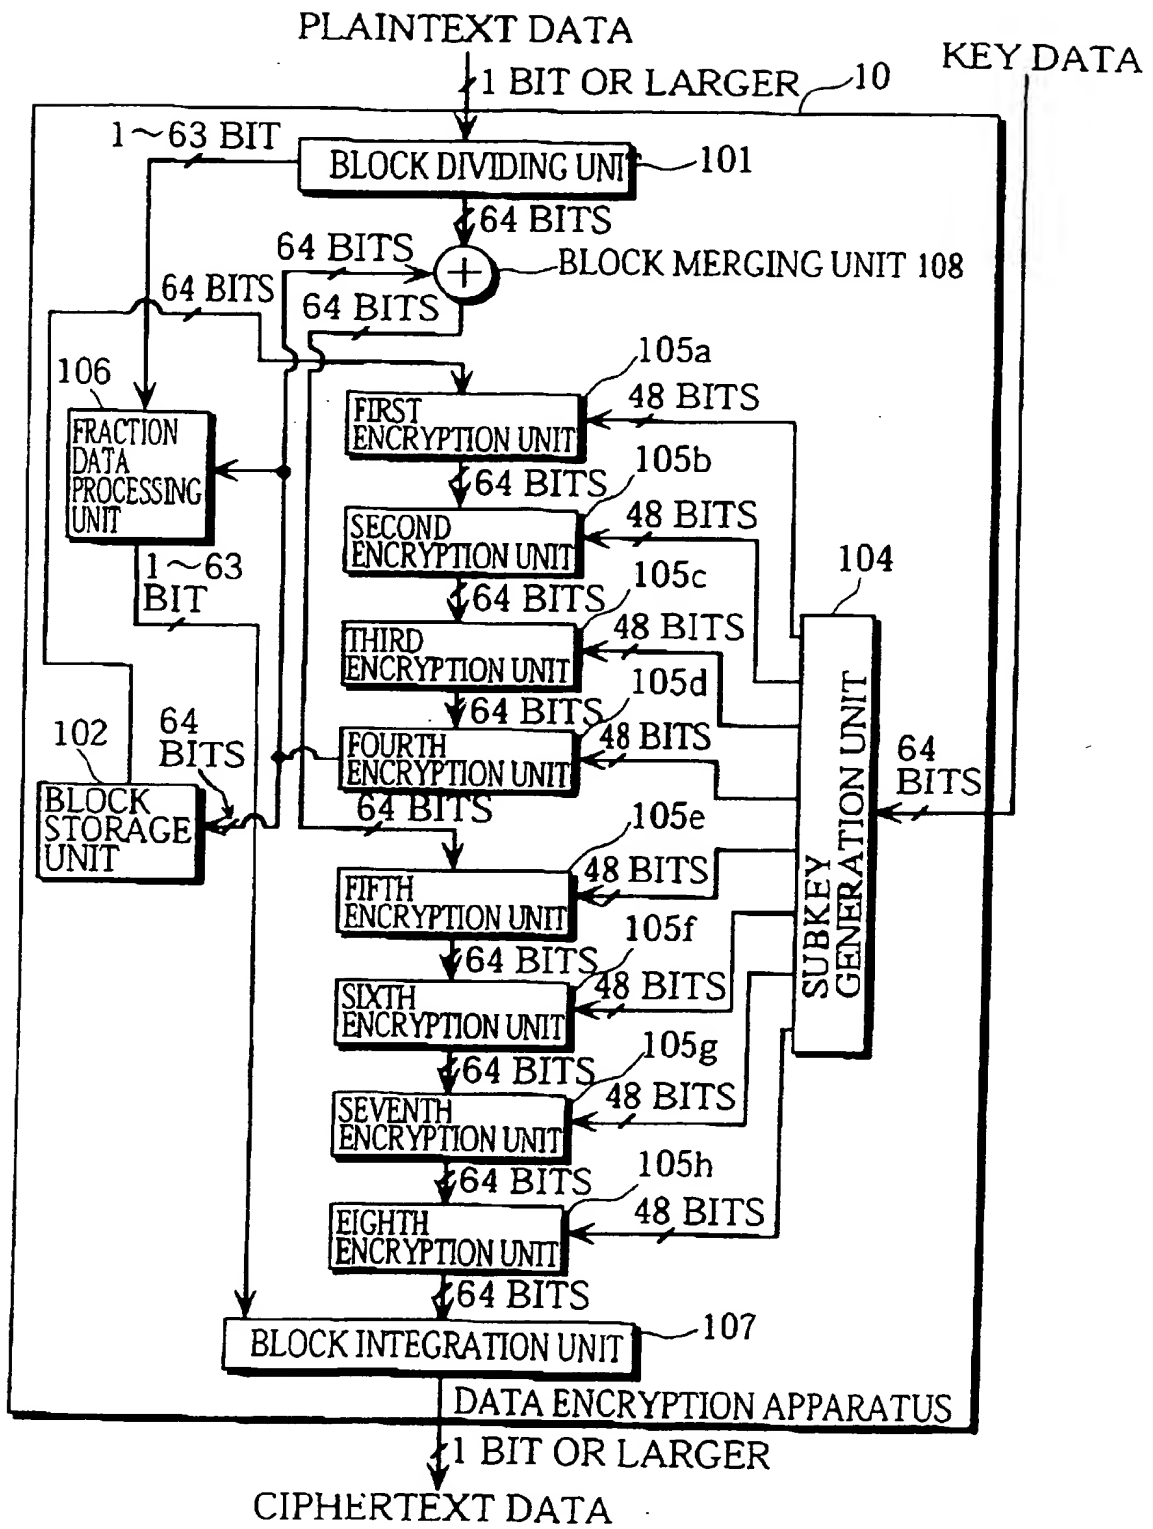 PLAINTEXT DATA
KEY DATA
1 BIT OR LARGER
10
1~63 BIT
BLOCK DIVIDING UNIT
101
64 BITS
64 BITS
BLOCK MERGING UNIT 108
64 BITS
64 BITS
105a
106
48 BITS
FIRST
ENCRYPTION UNIT
FRACTION
DATA
PROCESSING
UNIT
64 BITS
105b
48 BITS
SECOND
ENCRYPTION UNIT
1~63
BIT
64 BITS
105c
104
48 BITS
THIRD
ENCRYPTION UNIT
64 BITS
105d
102
64
BITS
48 BITS
FOURTH
ENCRYPTION UNIT
64
BITS
BLOCK
STORAGE
UNIT
64 BITS
105e
SUBKEY
GENERATION UNIT
48 BITS
FIFTH
ENCRYPTION UNIT
64 BITS
105f
48 BITS
SIXTH
ENCRYPTION UNIT
64 BITS
105g
48 BITS
SEVENTH
ENCRYPTION UNIT
64 BITS
105h
48 BITS
EIGHTH
ENCRYPTION UNIT
64 BITS
BLOCK INTEGRATION UNIT
107
DATA ENCRYPTION APPARATUS
1 BIT OR LARGER
CIPHERTEXT DATA